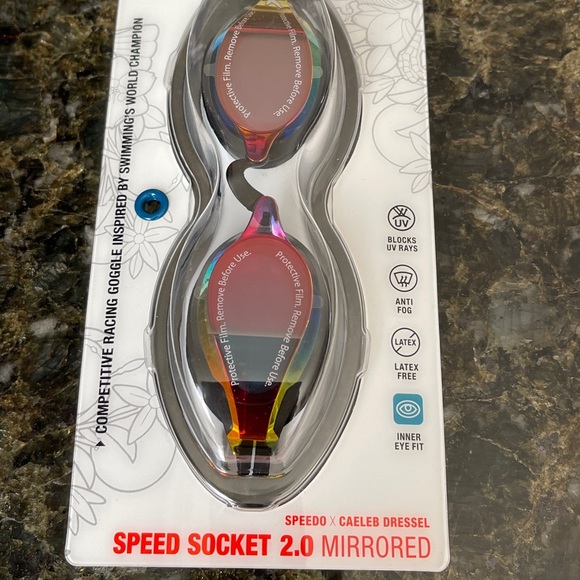 Protective Film. Remove Before Use.
Protective Film. Remove Before Use.
COMPETITIVE RACING GOGGLE INSPIRED BY SWIMMING'S WORLD CHAMPION
UV
BLOCKS
UV RAYS
ANTI
FOG
LATEX
LATEX
FREE
INNER
EYE FIT
Protective Film. Remove Before Use.
Protective Film. Remove Before Use.
SPEEDO X CAELEB DRESSEL
SPEED SOCKET 2.0 MIRRORED